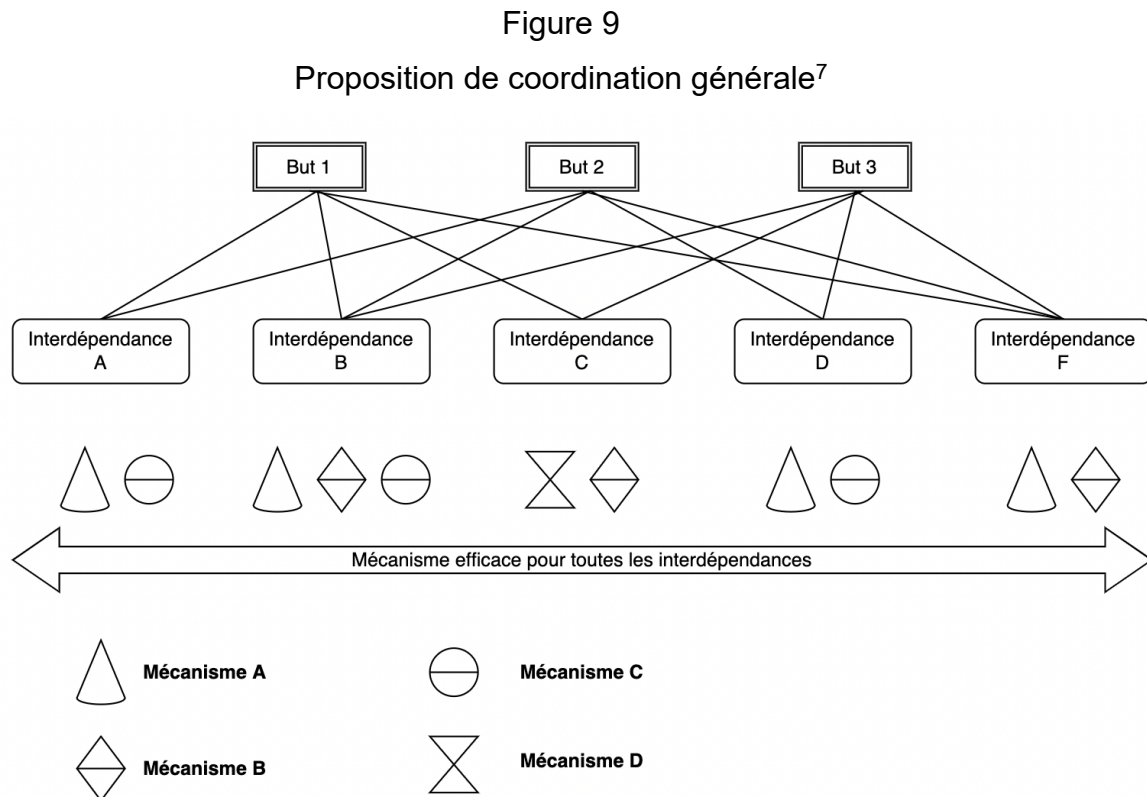 Figure 9
Proposition de coordination générale⁷
But 1
But 2
But 3
Interdépendance
A
Interdépendance
B
Interdépendance
C
Interdépendance
D
Interdépendance
F
Mécanisme efficace pour toutes les interdépendances
Mécanisme A
Mécanisme C
Mécanisme B
Mécanisme D